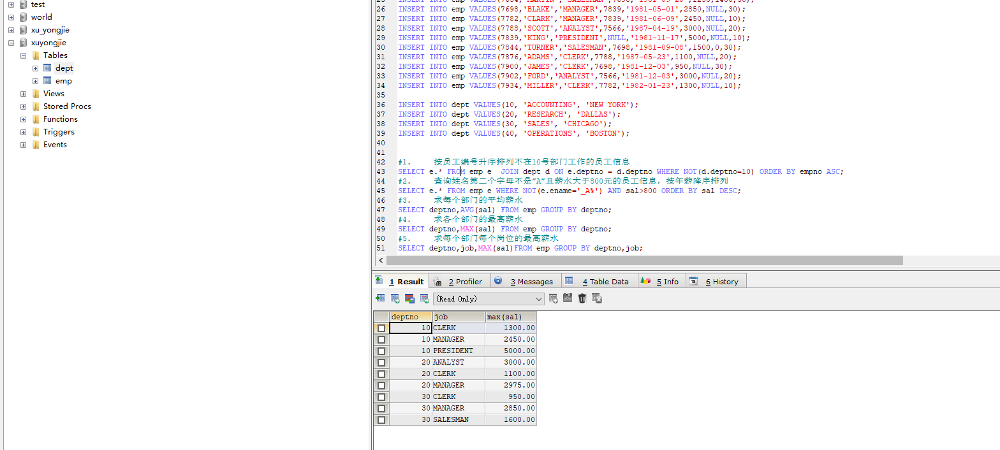 test
world
xu_yongjie
xuyongjie
Tables
dept
emp
Views
Stored Procs
Functions
Triggers
Events
26 INSERT INTO emp VALUES(7698,'BLAKE','MANAGER',7839,'1981-05-01',2850,NULL,30);
27 INSERT INTO emp VALUES(7782,'CLARK','MANAGER',7839,'1981-06-09',2450,NULL,10);
28 INSERT INTO emp VALUES(7788,'SCOTT','ANALYST',7566,'1987-04-19',3000,NULL,20);
29 INSERT INTO emp VALUES(7839,'KING','PRESIDENT',NULL,'1981-11-17',5000,NULL,10);
30 INSERT INTO emp VALUES(7844,'TURNER','SALESMAN',7698,'1981-09-08',1500,0,30);
31 INSERT INTO emp VALUES(7876,'ADAMS','CLERK',7788,'1987-05-23',1100,NULL,20);
32 INSERT INTO emp VALUES(7900,'JAMES','CLERK',7698,'1981-12-03',950,NULL,30);
33 INSERT INTO emp VALUES(7902,'FORD','ANALYST',7566,'1981-12-03',3000,NULL,20);
34 INSERT INTO emp VALUES(7934,'MILLER','CLERK',7782,'1982-01-23',1300,NULL,10);
35
36 INSERT INTO dept VALUES(10, 'ACCOUNTING', 'NEW YORK');
37 INSERT INTO dept VALUES(20, 'RESEARCH', 'DALLAS');
38 INSERT INTO dept VALUES(30, 'SALES', 'CHICAGO');
39 INSERT INTO dept VALUES(40, 'OPERATIONS', 'BOSTON');
40
41
42 #1. 按员工编号升序排列不在10号部门工作的员工信息
43 SELECT e.* FROM emp e JOIN dept d ON e.deptno = d.deptno WHERE NOT(d.deptno=10) ORDER BY empno ASC;
44 #2. 查询姓名第二个字母不是”A”且薪水大于800元的员工信息，按年薪降序排列
45 SELECT e.* FROM emp e WHERE NOT(e.ename='_A%') AND sal>800 ORDER BY sal DESC;
46 #3. 求每个部门的平均薪水
47 SELECT deptno,AVG(sal) FROM emp GROUP BY deptno;
48 #4. 求各个部门的最高薪水
49 SELECT deptno,MAX(sal) FROM emp GROUP BY deptno;
50 #5. 求每个部门每个岗位的最高薪水
51 SELECT deptno,job,MAX(sal)FROM emp GROUP BY deptno,job;
1 Result 2 Profiler 3 Messages 4 Table Data 5 Info 6 History
(Read Only)
deptno job max(sal)
10 CLERK 1300.00
10 MANAGER 2450.00
10 PRESIDENT 5000.00
20 ANALYST 3000.00
20 CLERK 1100.00
20 MANAGER 2975.00
30 CLERK 950.00
30 MANAGER 2850.00
30 SALESMAN 1600.00